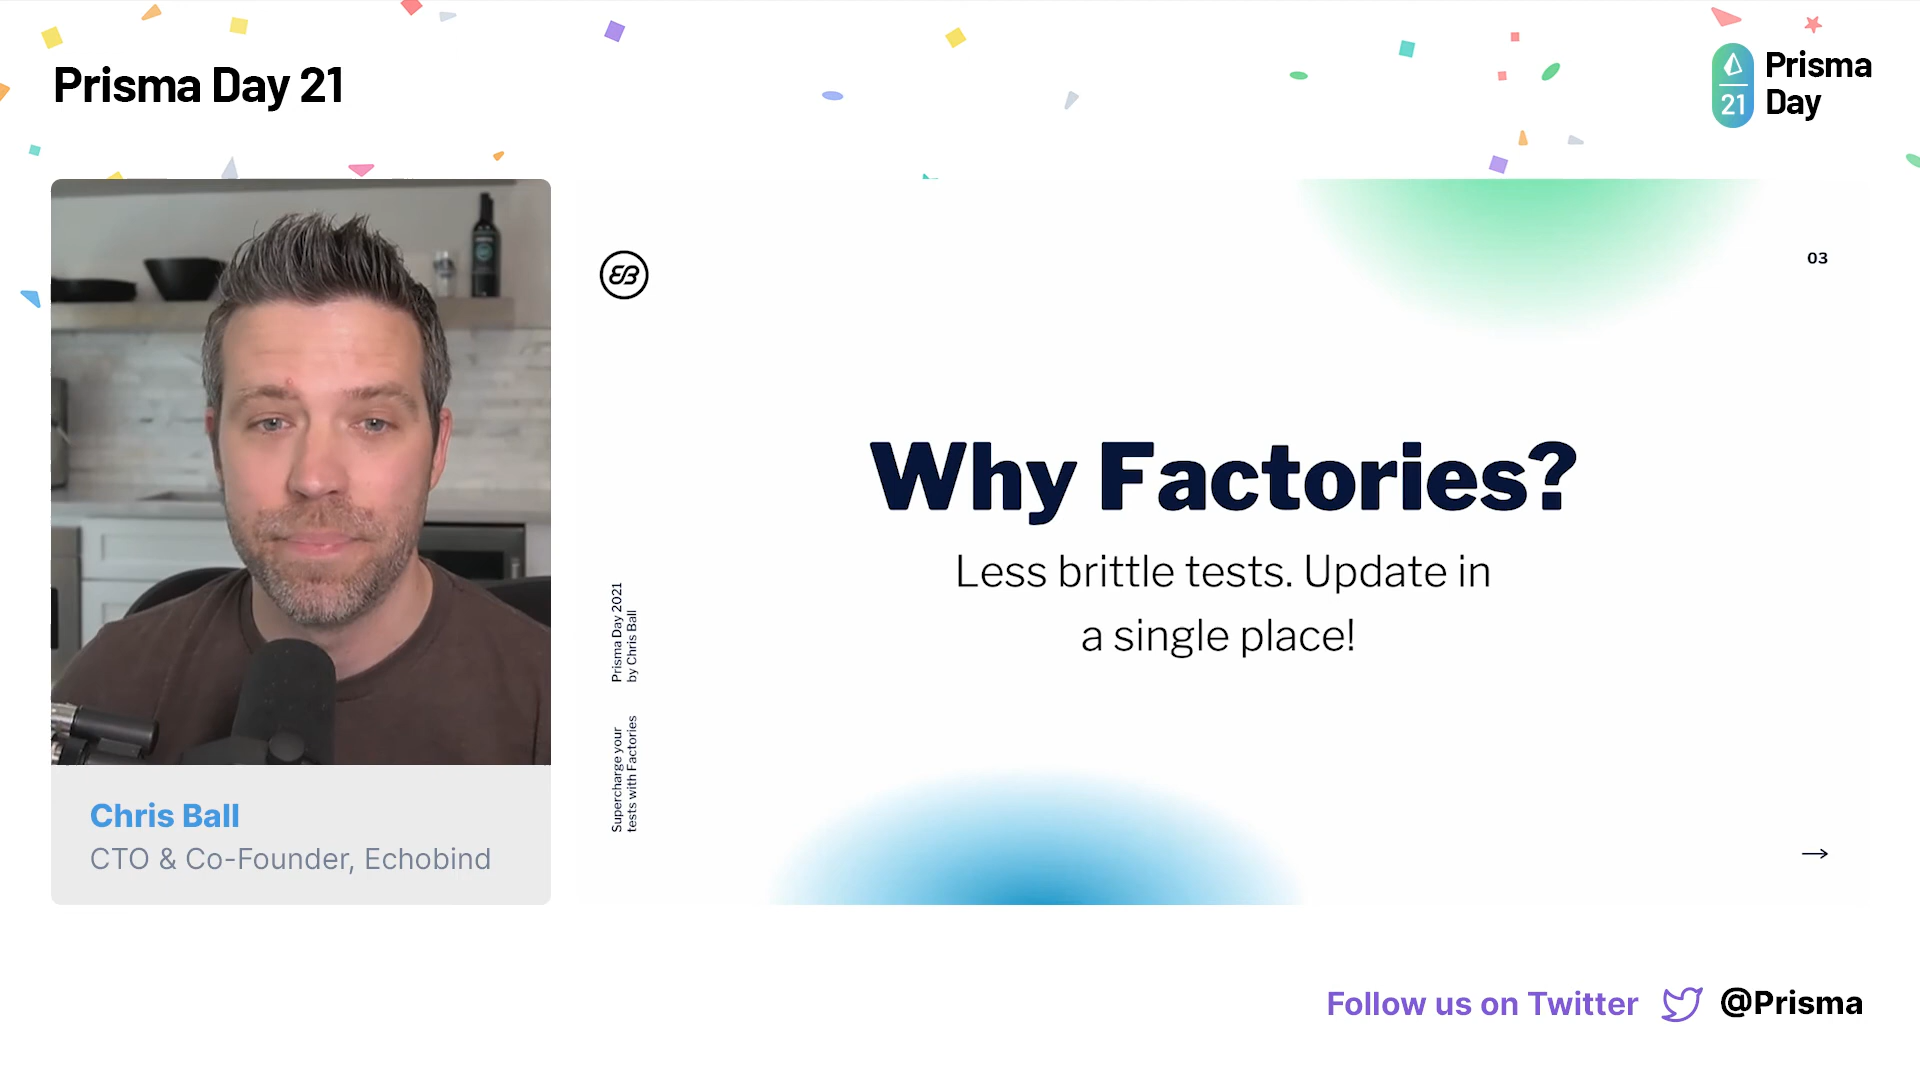 Prisma Day 21
Prisma
Day
21
EB
03
Why Factories?
Less brittle tests. Update in
a single place!
Prisma Day 2021
by Chris Ball
Supercharge your
tests with Factories
→
Chris Ball
CTO & Co-Founder, Echobind
Follow us on Twitter @Prisma